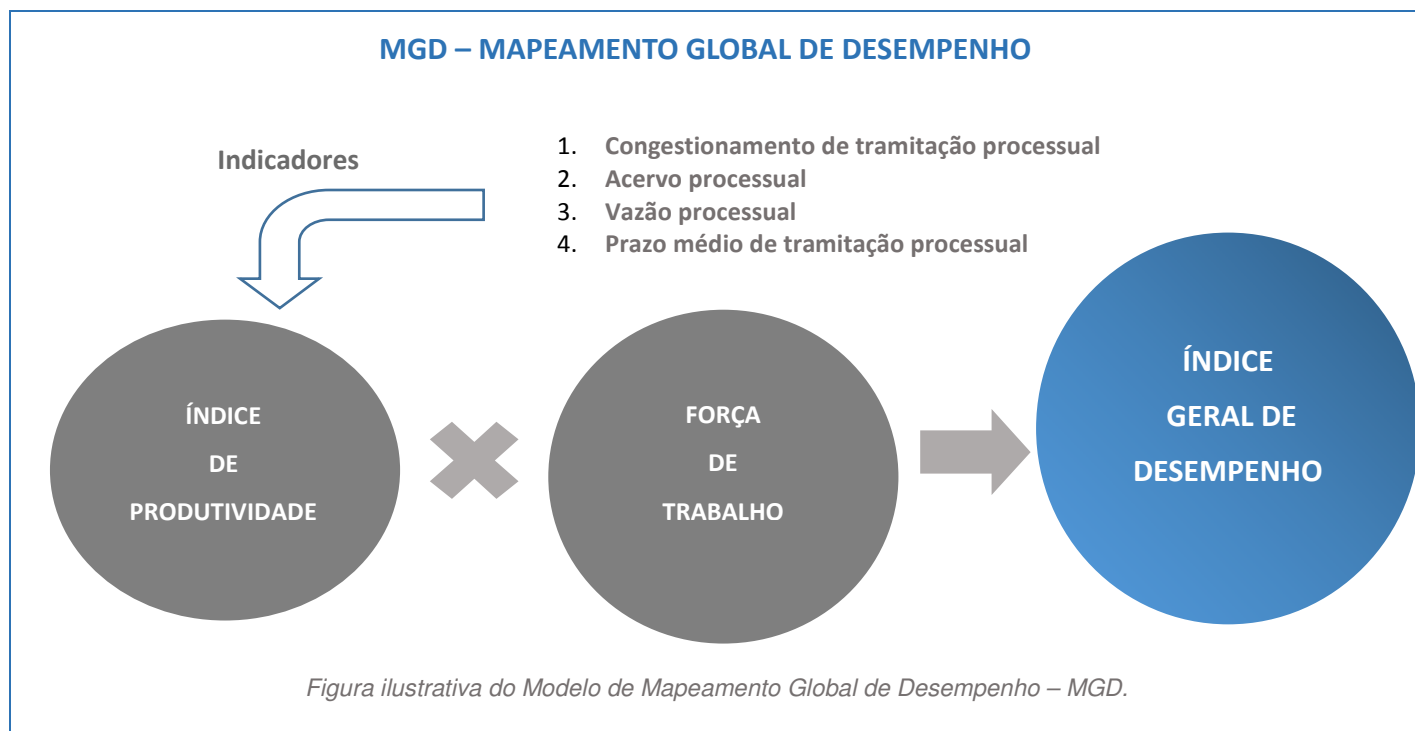 MGD – MAPEAMENTO GLOBAL DE DESEMPENHO
Indicadores
1. Congestionamento de tramitação processual
2. Acervo processual
3. Vazão processual
4. Prazo médio de tramitação processual
ÍNDICE
DE
PRODUTIVIDADE
FORÇA
DE
TRABALHO
ÍNDICE
GERAL DE
DESEMPENHO
Figura ilustrativa do Modelo de Mapeamento Global de Desempenho – MGD.